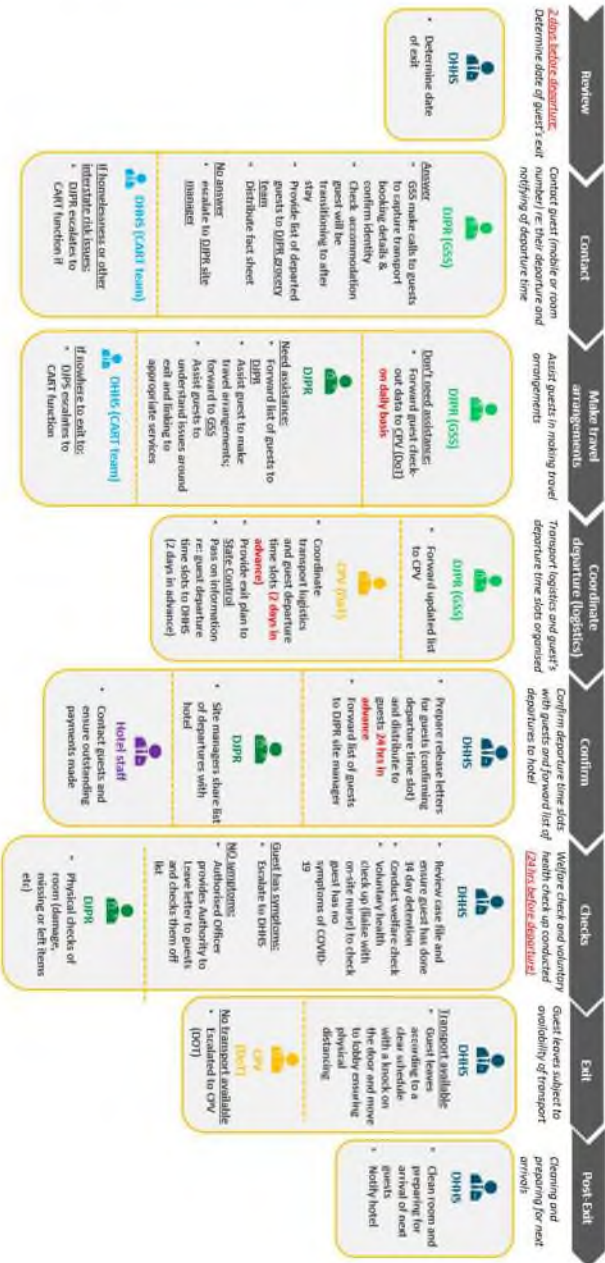 Review
2 days before departure:
Determine date of guest's exit
DHHS
• Determine date
of exit
Contact
Contact guest (mobile or room
number) re: their departure and
notifying of departure time
DJPR (GSS)
Answer
• GSS make calls to guests
to capture transport
booking details &
confirm identity
• Check accommodation
guest will be
transitioning to after
stay
• Provide list of departed
guests to DJPR grocery
team
• Distribute fact sheet
No answer
• escalate to DJPR site
manager
DHHS (CART team)
If homelessness or other
interstate risk issues:
• DJPR escalates to
CART function if
Make travel
arrangements
Assist guests in making travel
arrangements
DJPR (GSS)
Don't need assistance:
• Forward guest check-
out data to CPV (DoT)
on daily basis
DJPR
Need assistance:
• Forward list of guests to
DJPR
• Assist guest to make
travel arrangements;
forward to GSS
• Assist guests to
understand issues around
exit and linking to
appropriate services
DHHS (CART team)
If nowhere to exit to:
• DJPS escalates to
CART function
Coordinate
departure (logistics)
Transport logistics and guest's
departure time slots organised
DJPR (GSS)
• Forward updated list
to CPV
CPV (DoT)
• Coordinate
transport logistics
and guest departure
time slots (2 days in
advance)
• Provide exit plan to
State Control
• Pass on information
re: guest departure
time slots to DHHS
(2 days in advance)
Confirm
Confirm departure time slots
with guests and forward list of
departures to hotel
DHHS
• Prepare release letters
for guests (confirming
departure time slot)
and distribute to
guests 24 hrs in
advance
• Forward list of guests
to DJPR site manager
DJPR
• Site managers share list
of departures with
hotel
Hotel staff
• Contact guests and
ensure outstanding
payments made
Checks
Welfare check and voluntary
health check up conducted
(24 hrs before departure)
DHHS
• Review case file and
ensure guest has done
14 day detention
• Conduct welfare check
• Voluntary health
check up (liaise with
on-site nurse) to check
guest has no
symptoms of COVID-
19
Guest has symptoms:
• Escalate to DHHS
NO symptoms:
• Authorised Officer
provides Authority to
Leave letter to guests
and checks them off
list
DJPR
• Physical checks of
room (damage,
missing or left items
etc)
Exit
Guest leaves subject to
availability of transport
DHHS
Transport available
• Guest leaves
according to a
clear schedule
with a knock on
the door and move
to lobby ensuring
physical
distancing
CPV
(DoT)
No transport available
• Escalated to CPV
(DOT)
Post-Exit
Cleaning and
preparing for next
arrivals
DHHS
• Clean room and
preparing for
arrival of next
guests
• Notify hotel